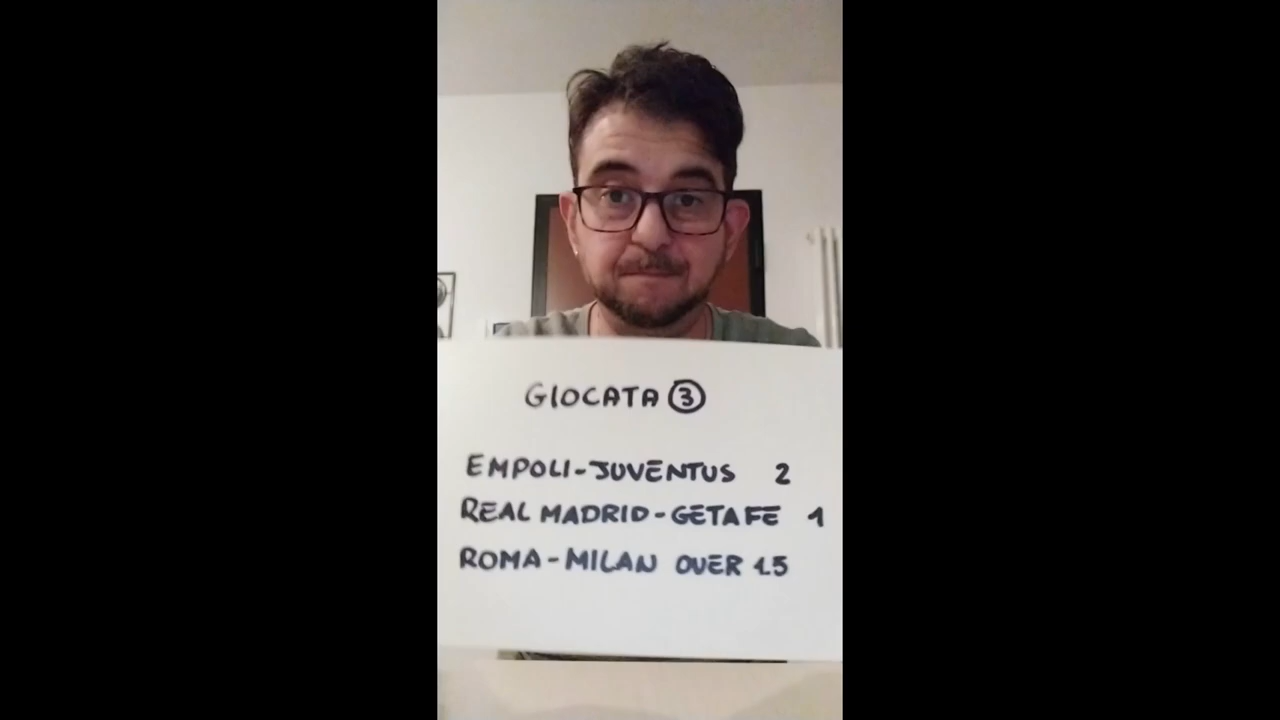 GIOCATA 3
EMPOLI-JUVENTUS 2
REAL MADRID-GETAFE 1
ROMA-MILAN OVER 1.5